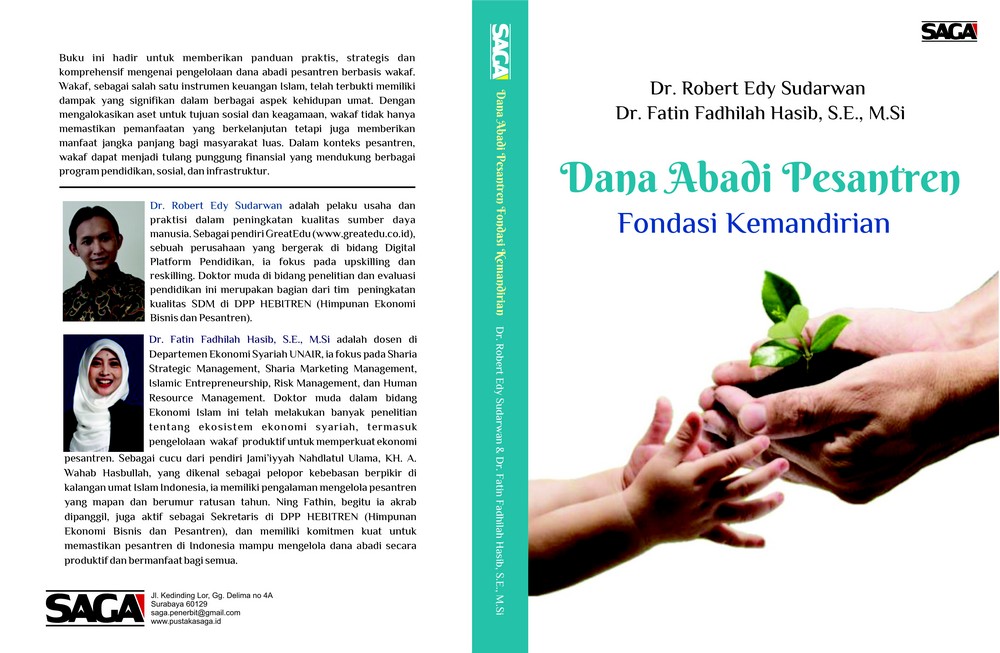 Buku ini hadir untuk memberikan panduan praktis, strategis dan
komprehensif mengenai pengelolaan dana abadi pesantren berbasis wakaf.
Wakaf, sebagai salah satu instrumen keuangan Islam, telah terbukti memiliki
dampak yang signifikan dalam berbagai aspek kehidupan umat. Dengan
mengalokasikan aset untuk tujuan sosial dan keagamaan, wakaf tidak hanya
memastikan pemanfaatan yang berkelanjutan tetapi juga memberikan
manfaat jangka panjang bagi masyarakat luas. Dalam konteks pesantren,
wakaf dapat menjadi tulang punggung finansial yang mendukung berbagai
program pendidikan, sosial, dan infrastruktur.
Dr. Robert Edy Sudarwan adalah pelaku usaha dan
praktisi dalam peningkatan kualitas sumber daya
manusia. Sebagai pendiri GreatEdu (www.greatedu.co.id),
sebuah perusahaan yang bergerak di bidang Digital
Platform Pendidikan, ia fokus pada upskilling dan
reskilling. Doktor muda di bidang penelitian dan evaluasi
pendidikan ini merupakan bagian dari tim peningkatan
kualitas SDM di DPP HEBITREN (Himpunan Ekonomi
Bisnis dan Pesantren).
Dr. Fatin Fadhilah Hasib, S.E., M.Si adalah dosen di
Departemen Ekonomi Syariah UNAIR, ia fokus pada Sharia
Strategic Management, Sharia Marketing Management,
Islamic Entrepreneurship, Risk Management, dan Human
Resource Management. Doktor muda dalam bidang
Ekonomi Islam ini telah melakukan banyak penelitian
tentang ekosistem ekonomi syariah, termasuk
pengelolaan wakaf produktif untuk memperkuat ekonomi
pesantren. Sebagai cucu dari pendiri Jami'iyyah Nahdlatul Ulama, KH. A.
Wahab Hasbullah, yang dikenal sebagai pelopor kebebasan berpikir di
kalangan umat Islam Indonesia, ia memiliki pengalaman mengelola pesantren
yang mapan dan berumur ratusan tahun. Ning Fathin, begitu ia akrab
dipanggil, juga aktif sebagai Sekretaris di DPP HEBITREN (Himpunan
Ekonomi Bisnis dan Pesantren), dan memiliki komitmen kuat untuk
memastikan pesantren di Indonesia mampu mengelola dana abadi secara
produktif dan bermanfaat bagi semua.
SAGA
Jl. Kedinding Lor, Gg. Delima no 4A
Surabaya 60129
saga.penerbit@gmail.com
www.pustakasaga.id
SAGA
Dana Abadi Pesantren Fondasi Kemandirian
Dr. Robert Edy Sudarwan & Dr. Fatin Fadhilah Hasib, S.E., M.Si
SAGA
Dr. Robert Edy Sudarwan
Dr. Fatin Fadhilah Hasib, S.E., M.Si
Dana Abadi Pesantren
Fondasi Kemandirian